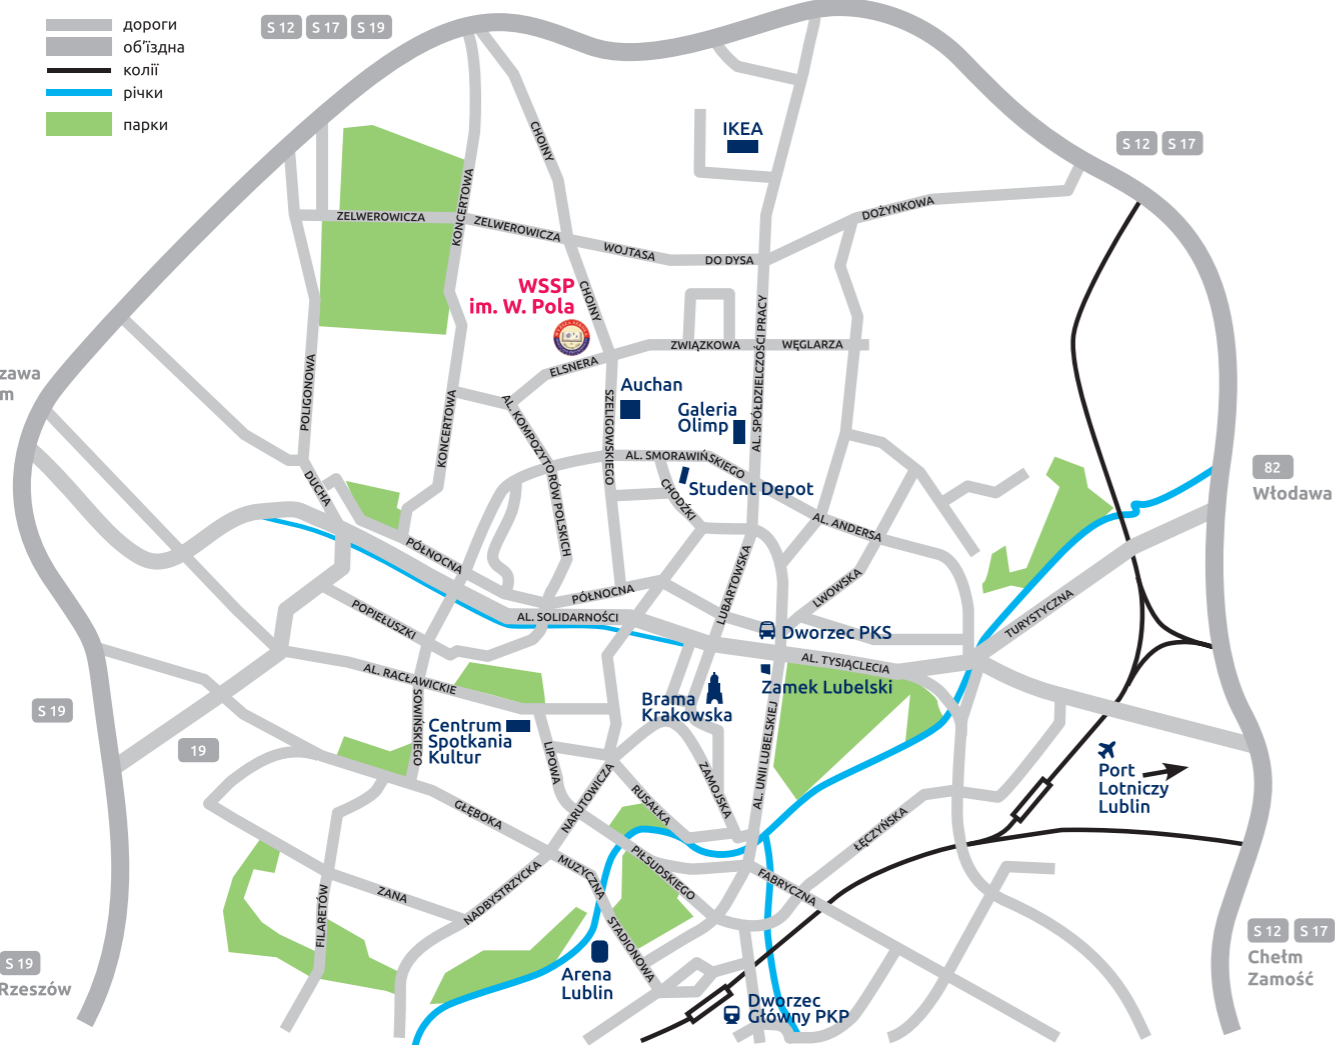 дороги
об'їзна
колії
річки
парки
S 12 S 17 S 19
S 12 S 17
IKEA
CHOINY
KONCERTOWA
ZELWEROWICZA
ZELWEROWICZA
WOJTASA
DO DYSA
DOŻYNKOWA
WSSP
im. W. Pola
CHOINY
ZWIĄZKOWA
WĘGLARZA
ELSNERA
AL. SPÓŁDZIELCZOŚCI PRACY
zawa
m
POLIGONOWA
KONCERTOWA
AL. KOMPOZYTORÓW POLSKICH
SZELIGOWSKIEGO
Auchan
Galeria
Olimp
AL. SMORAWIŃSKIEGO
CHODŹKI
Student Depot
82
Włodawa
DUCHA
PÓŁNOCNA
AL. ANDERSA
LUBARTOWSKA
LWOWSKA
PÓŁNOCNA
POPIEŁUSZKI
AL. SOLIDARNOŚCI
TURYSTYCZNA
Dworzec PKS
AL. TYSIĄCLECIA
AL. RACŁAWICKIE
SOWIŃSKIEGO
Zamek Lubelski
Brama
Krakowska
S 19
19
Centrum
Spotkania
Kultur
LIPOWA
AL. UNII LUBELSKIEJ
NARUTOWICZA
RUSAŁKA
ZAMOJSKA
Port
Lotniczy
Lublin
GŁĘBOKA
ŁĘCZYŃSKA
MUZYCZNA
PIŁSUDSKIEGO
FABRYCZNA
ZANA
NADBYSTRZYCKA
FILARETÓW
STADIONOWA
S 19
Rzeszów
S 12 S 17
Chełm
Zamość
Arena
Lublin
Dworzec
Główny PKP